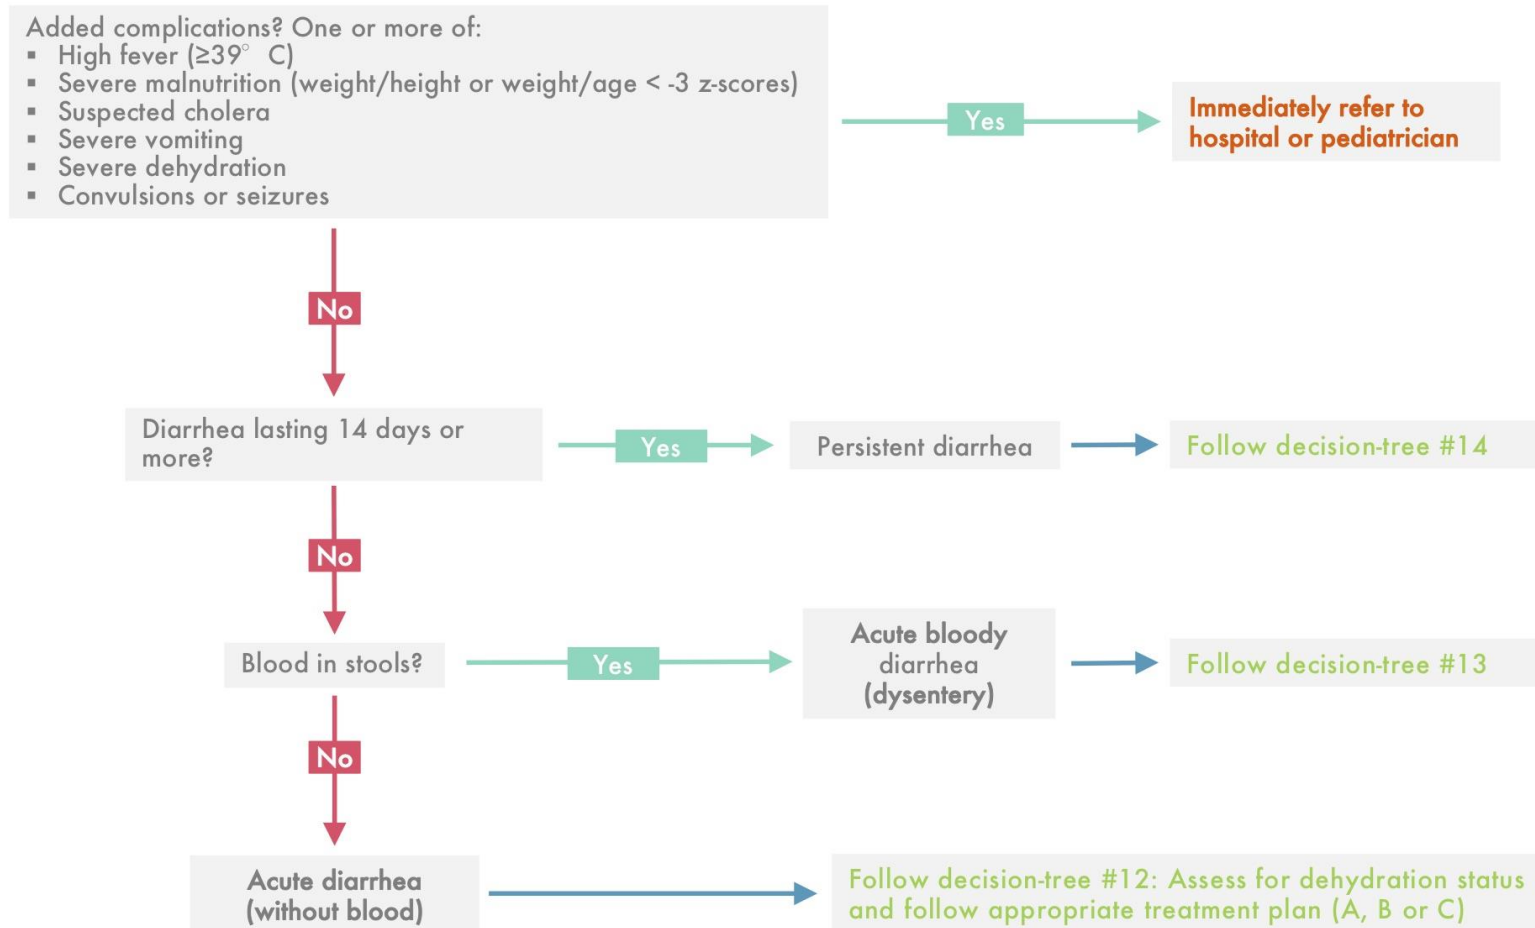 Added complications? One or more of:
▪ High fever (≥39° C)
▪ Severe malnutrition (weight/height or weight/age < -3 z-scores)
▪ Suspected cholera
▪ Severe vomiting
▪ Severe dehydration
▪ Convulsions or seizures
Yes
Immediately refer to
hospital or pediatrician
No
Diarrhea lasting 14 days or
more?
Yes
Persistent diarrhea
Follow decision-tree #14
No
Blood in stools?
Yes
Acute bloody
diarrhea
(dysentery)
Follow decision-tree #13
No
Acute diarrhea
(without blood)
Follow decision-tree #12: Assess for dehydration status
and follow appropriate treatment plan (A, B or C)